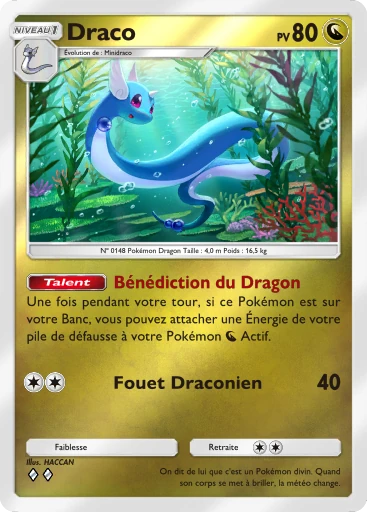 NIVEAU 1
Draco
PV 80
Évolution de : Minidraco
N° 0148 Pokémon Dragon Taille : 4,0 m Poids : 16,5 kg
Talent Bénédiction du Dragon
Une fois pendant votre tour, si ce Pokémon est sur
votre Banc, vous pouvez attacher une Énergie de votre
pile de défausse à votre Pokémon Actif.
Fouet Draconien 40
Faiblesse
Retraite
Illus. HACCAN
On dit de lui que c'est un Pokémon divin. Quand
son corps se met à briller, la météo change.